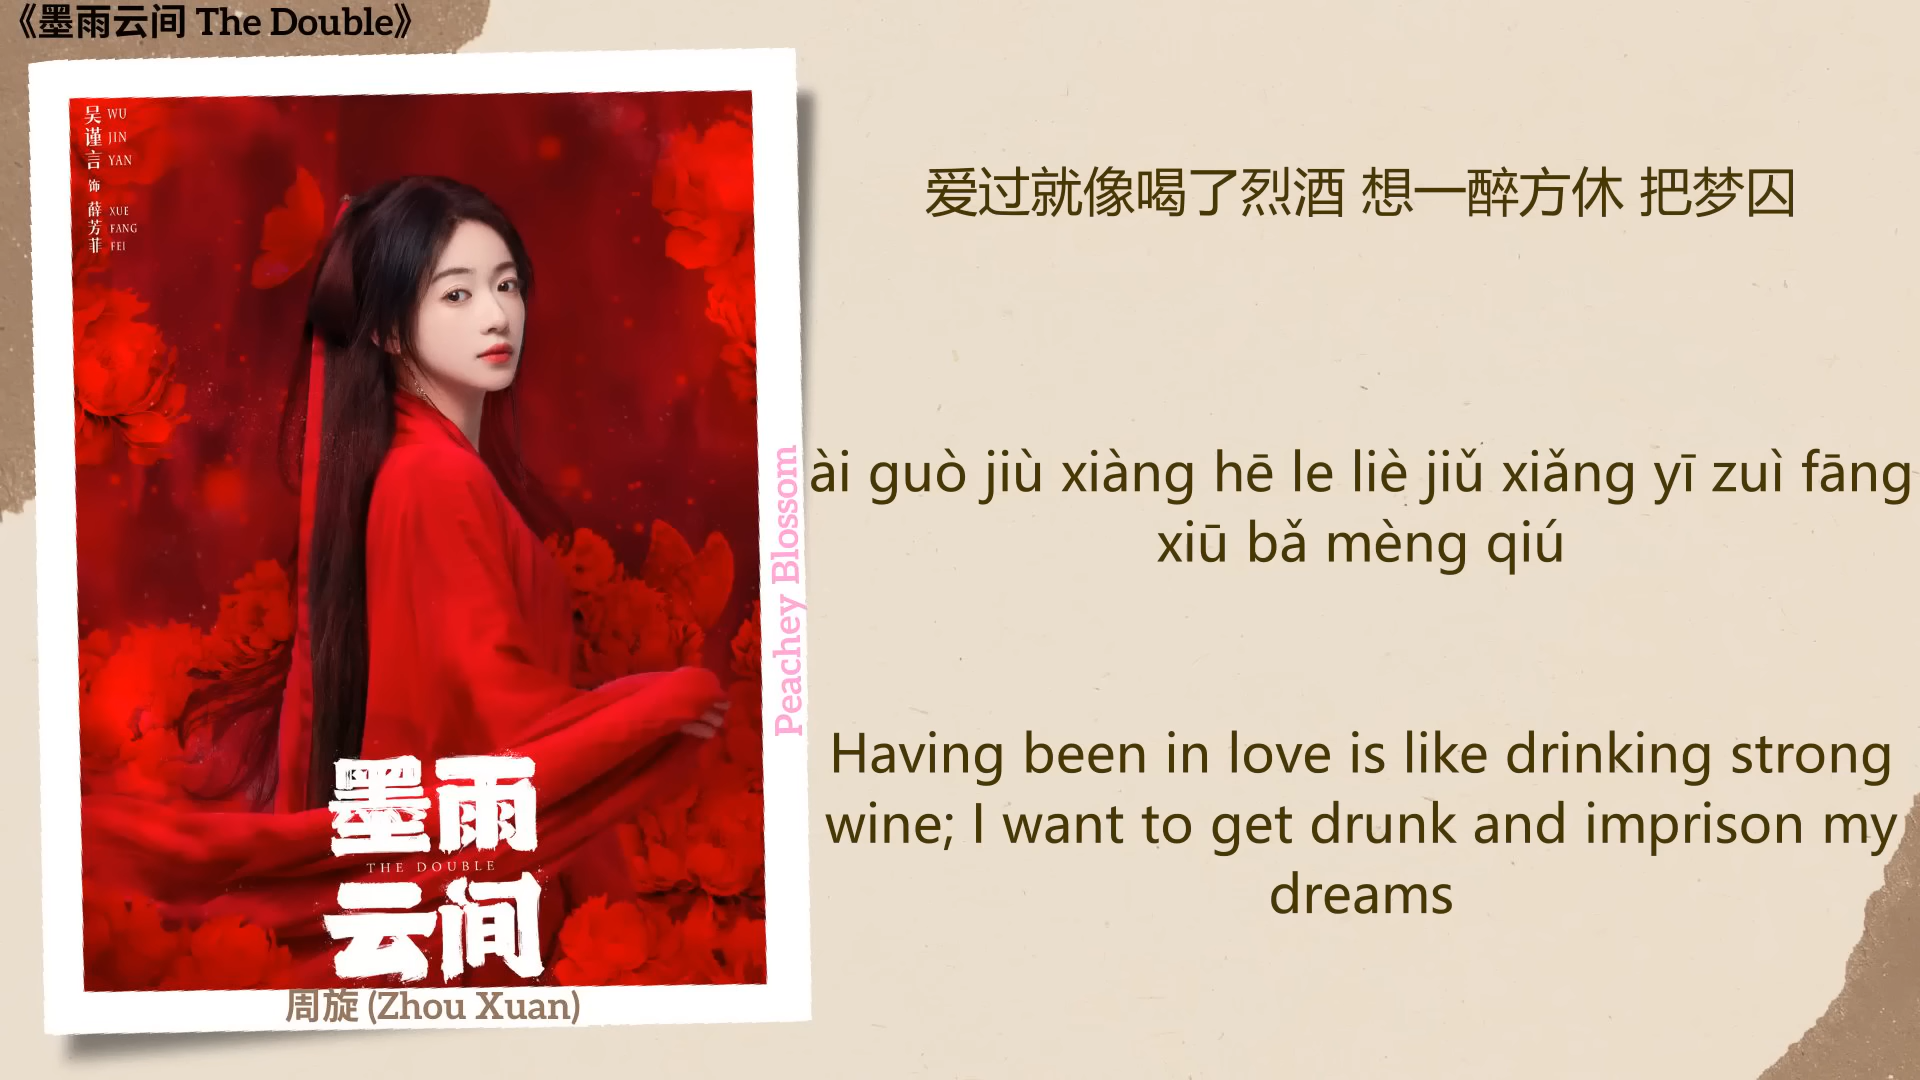 《墨雨云间 The Double》
吴 WU
谨 JIN
言 YAN
饰
薛 XUE
芳 FANG
菲 FEI
爱过就像喝了烈酒 想一醉方休 把梦囚
ài guò jiù xiàng hē le liè jiǔ xiǎng yī zuì fāng
xiū bǎ mèng qiú
Having been in love is like drinking strong
wine; I want to get drunk and imprison my
dreams
Peachey Blossom
墨雨
THE DOUBLE
云间
周旋 (Zhou Xuan)